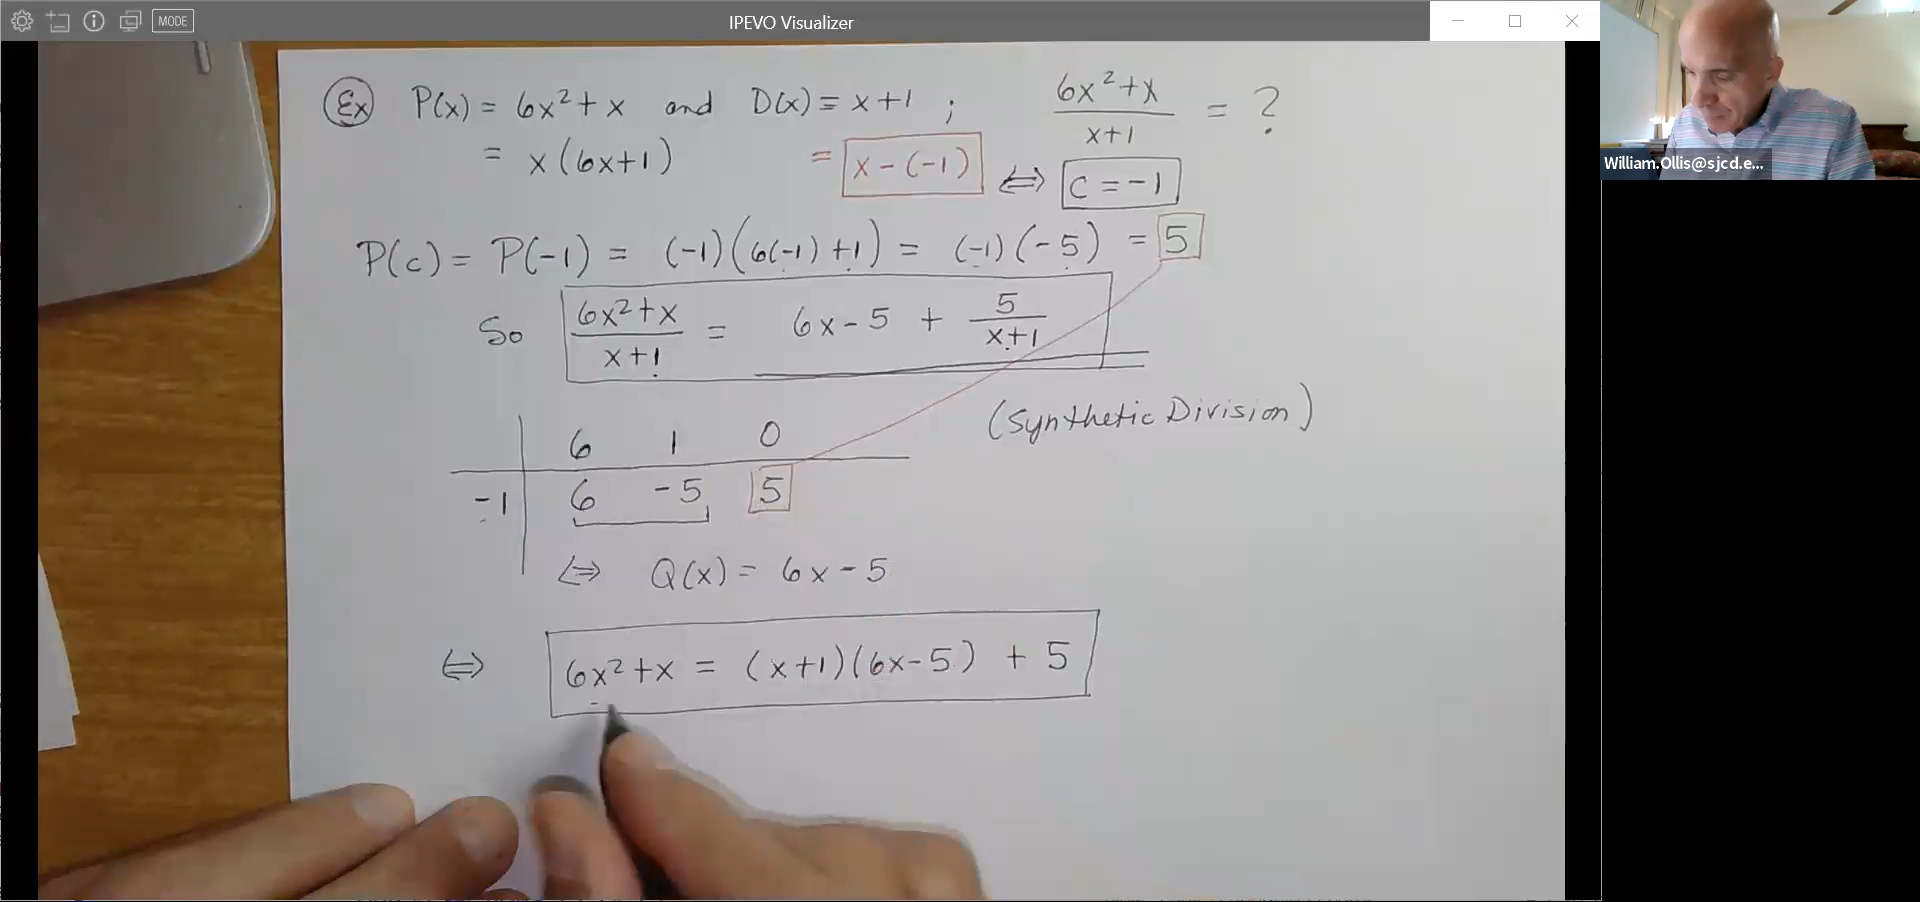 MODE
IPEVO Visualizer
William.Ollis@sjcd.e...
Ex P(x) = 6x² + x and D(x) = x+1 ; 6x²+x / x+1 = ?
= x(6x+1) = x-(-1) ⇔ c = -1
P(c) = P(-1) = (-1)(6(-1)+1) = (-1)(-5) = 5
So 6x²+x / x+1 = 6x-5 + 5 / x+1
(Synthetic Division)
6 1 0
-1 6 -5 5
⇔ Q(x) = 6x-5
⇔ 6x²+x = (x+1)(6x-5) + 5